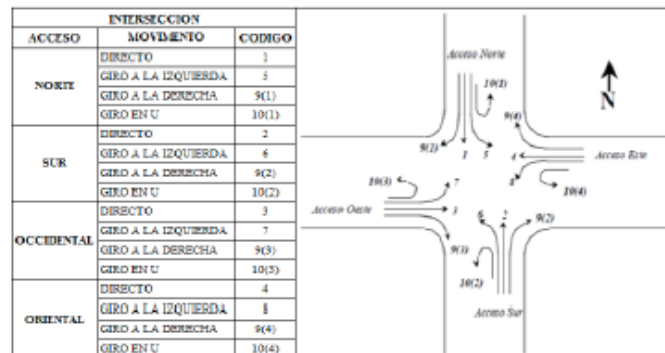 INTERSECCION
ACCESO MOVIMENTO CODIGO
NORTE
DIRECTO 1
GIRO A LA IZQUIERDA 5
GIRO A LA DERECHA 9(1)
GIRO EN U 10(1)
SUR
DIRECTO 2
GIRO A LA IZQUIERDA 6
GIRO A LA DERECHA 9(2)
GIRO EN U 10(2)
OCCIDENTAL
DIRECTO 3
GIRO A LA IZQUIERDA 7
GIRO A LA DERECHA 9(3)
GIRO EN U 10(3)
ORIENTAL
DIRECTO 4
GIRO A LA IZQUIERDA 8
GIRO A LA DERECHA 9(4)
GIRO EN U 10(4)
Acceso Norte
10(1)
N
9(4)
9(1) 1 5
4 Acceso Este
10(3) 7 8 10(4)
Acceso Oeste 3
6 2 9(2)
9(3)
10(2)
Acceso Sur